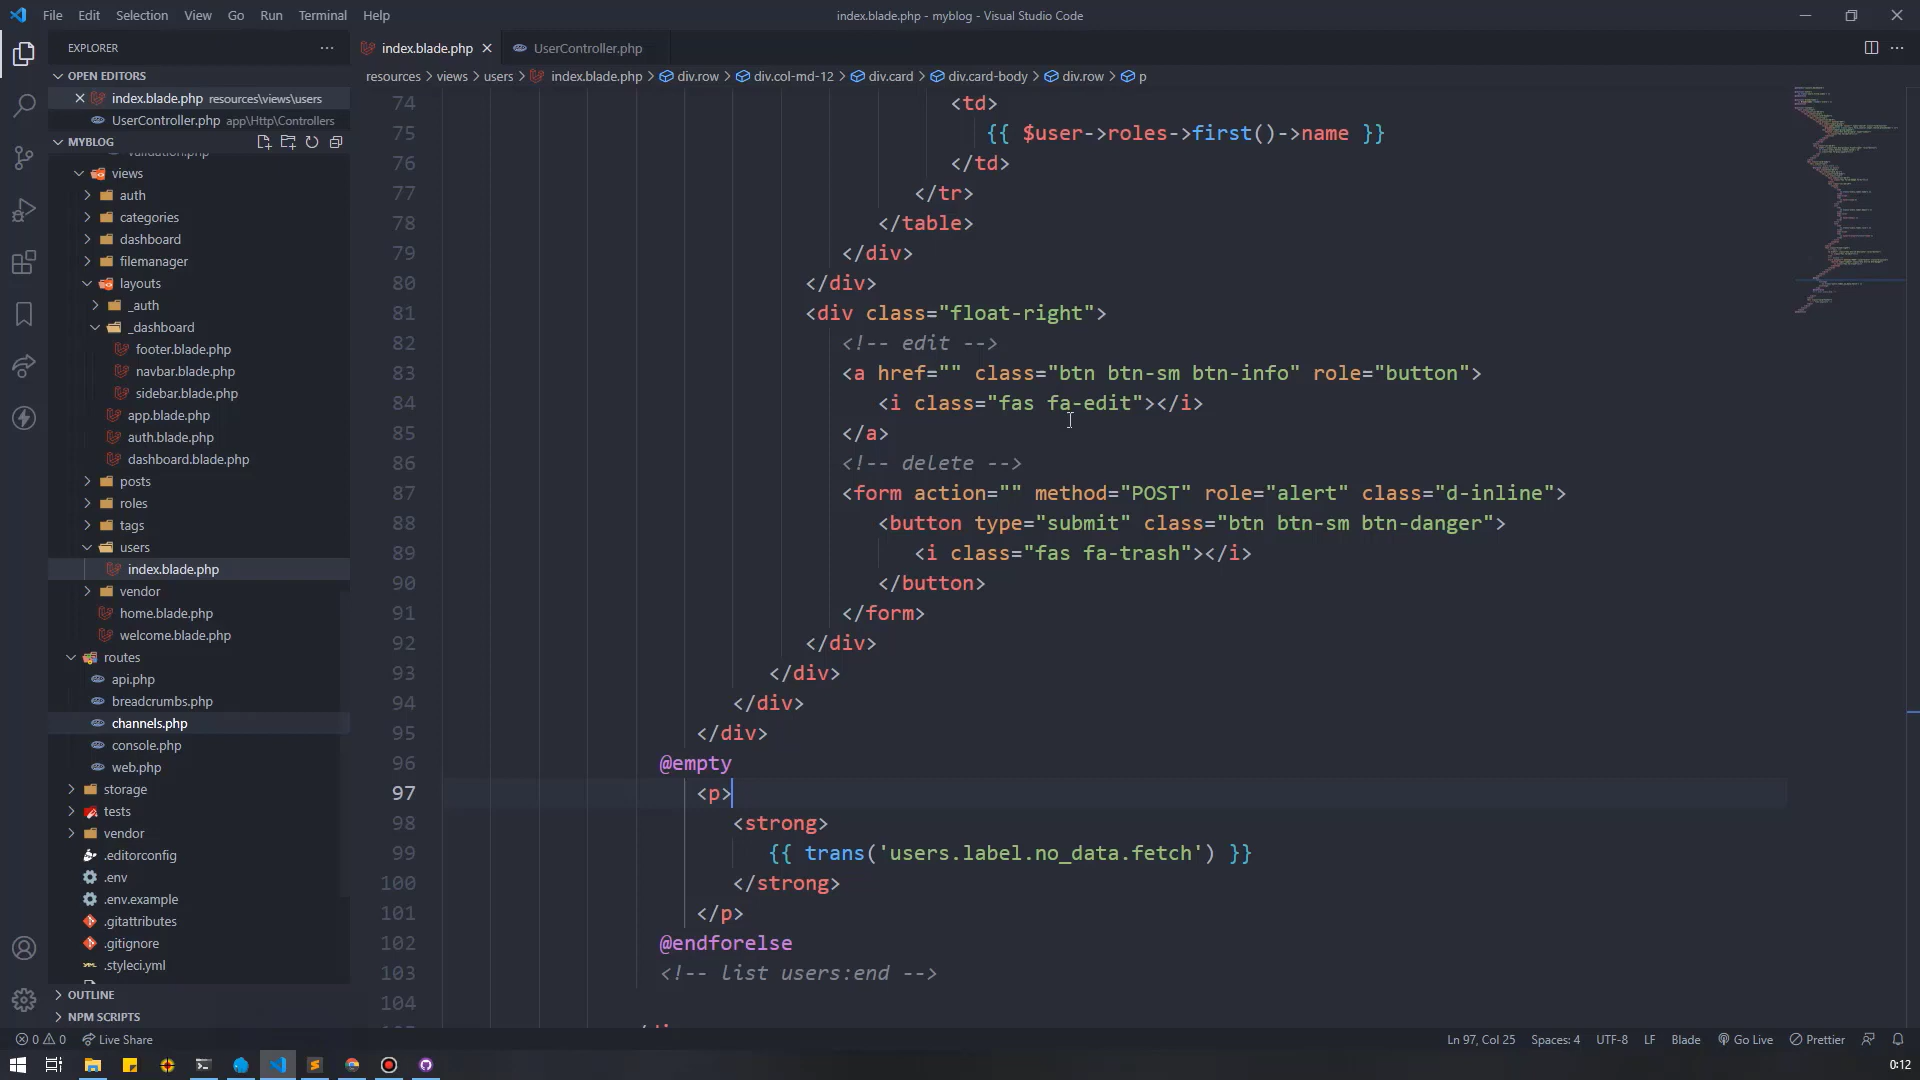 File Edit Selection View Go Run Terminal Help
index.blade.php - myblog - Visual Studio Code
EXPLORER
OPEN EDITORS
index.blade.php resources\views\users
UserController.php app\Http\Controllers
MYBLOG
validation.php
views
auth
categories
dashboard
filemanager
layouts
_auth
_dashboard
footer.blade.php
navbar.blade.php
sidebar.blade.php
app.blade.php
auth.blade.php
dashboard.blade.php
posts
roles
tags
users
index.blade.php
vendor
home.blade.php
welcome.blade.php
routes
api.php
breadcrumbs.php
channels.php
console.php
web.php
storage
tests
vendor
.editorconfig
.env
.env.example
.gitattributes
.gitignore
.styleci.yml
OUTLINE
NPM SCRIPTS
index.blade.php UserController.php
resources > views > users > index.blade.php > div.row > div.col-md-12 > div.card > div.card-body > div.row > p
74 <td>
75 {{ $user->roles->first()->name }}
76 </td>
77 </tr>
78 </table>
79 </div>
80 </div>
81 <div class="float-right">
82 <!-- edit -->
83 <a href="" class="btn btn-sm btn-info" role="button">
84 <i class="fas fa-edit"></i>
85 </a>
86 <!-- delete -->
87 <form action="" method="POST" role="alert" class="d-inline">
88 <button type="submit" class="btn btn-sm btn-danger">
89 <i class="fas fa-trash"></i>
90 </button>
91 </form>
92 </div>
93 </div>
94 </div>
95 </div>
96 @empty
97 <p>
98 <strong>
99 {{ trans('users.label.no_data.fetch') }}
100 </strong>
101 </p>
102 @endforelse
103 <!-- list users:end -->
104
0 0 Live Share
Ln 97, Col 25 Spaces: 4 UTF-8 LF Blade Go Live Prettier
0:12